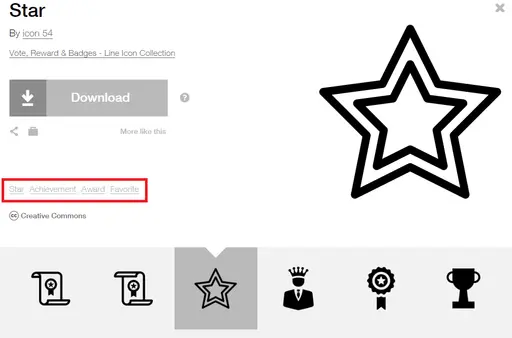 Star
By icon 54
Vote, Reward & Badges - Line Icon Collection
Download
?
More like this
Star Achievement Award Favorite
cc Creative Commons